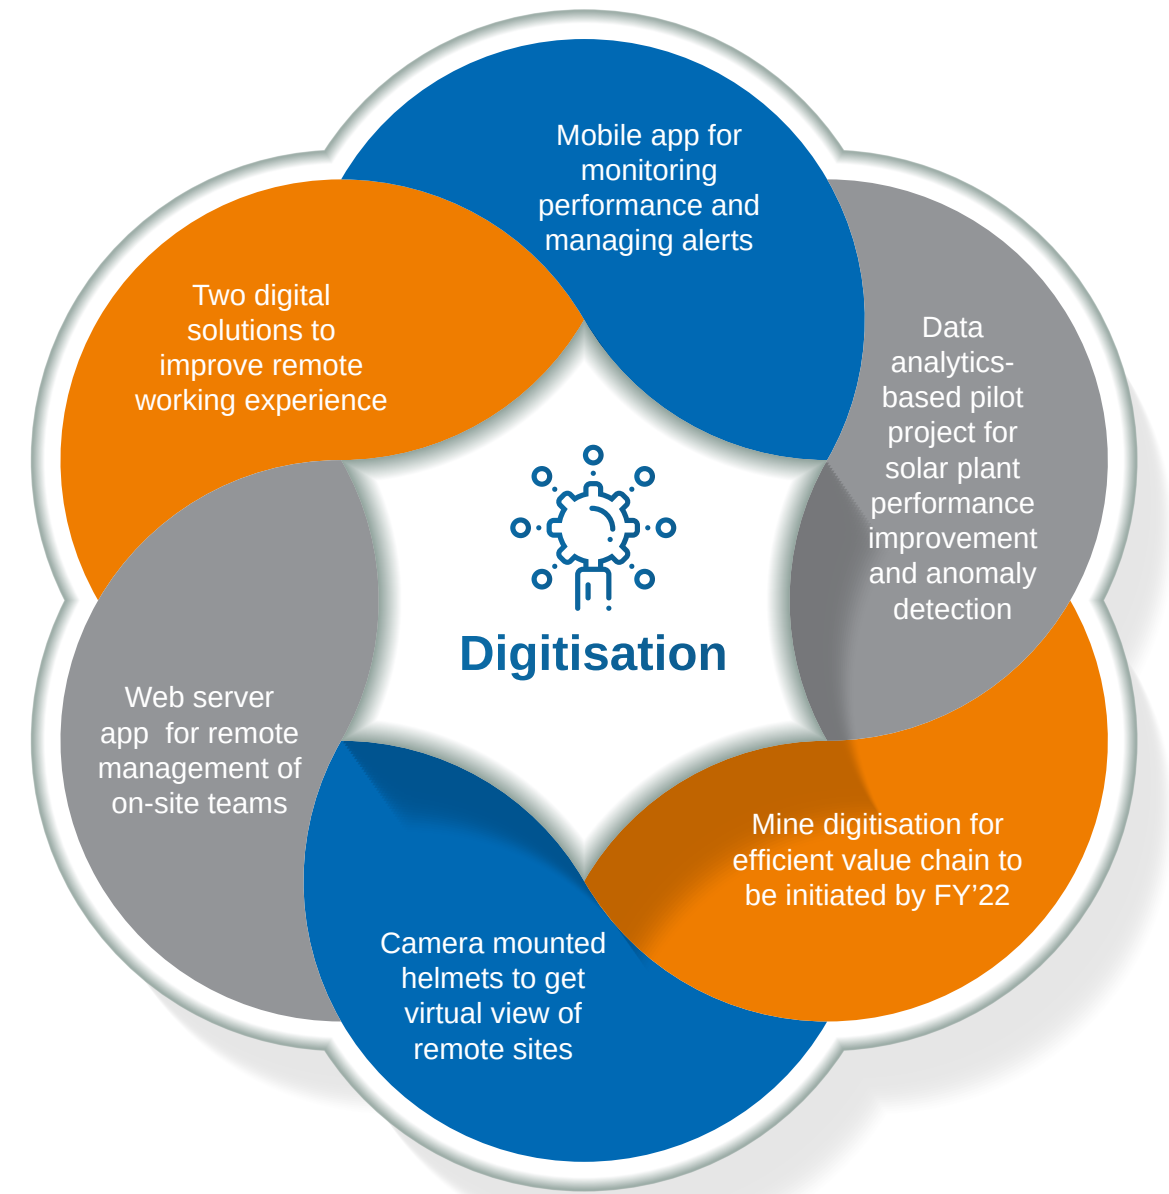 Mobile app for
monitoring
performance and
managing alerts
Data
analytics-
based pilot
project for
solar plant
performance
improvement
and anomaly
detection
Mine digitisation for
efficient value chain to
be initiated by FY’22
Camera mounted
helmets to get
virtual view of
remote sites
Web server
app  for remote
management of
on-site teams
Two digital
solutions to
improve remote
working experience
Digitisation